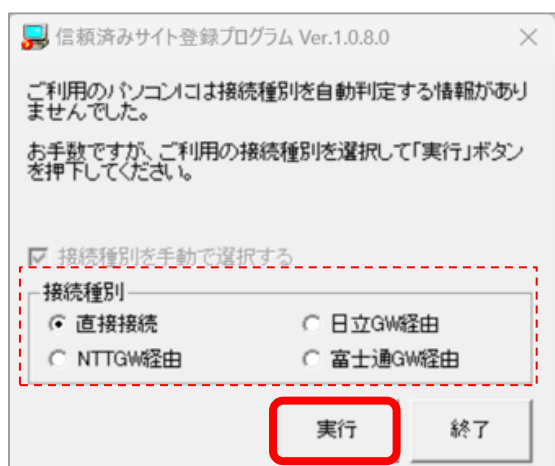 信頼済みサイト登録プログラム Ver.1.0.8.0
ご利用のパソコンには接続種別を自動判定する情報があり
ませんでした。
お手数ですが、ご利用の接続種別を選択して「実行」ボタン
を押下してください。
接続種別を手動で選択する
接続種別
直接接続 日立GW経由
NTTGW経由 富士通GW経由
実行 終了